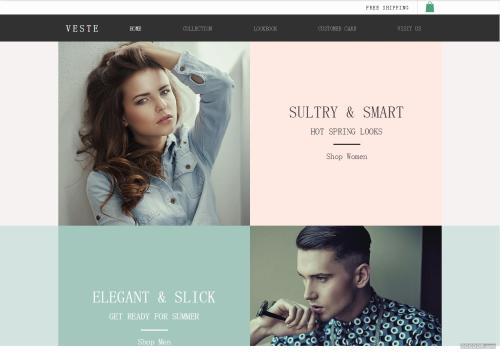 FREE SHIPPING
VESTE
HOME COLLECTION LOOKBOOK CUSTOMER CARE VISIT US
SULTRY & SMART
HOT SPRING LOOKS
Shop Women
ELEGANT & SLICK
GET READY FOR SUMMER
Shop Men